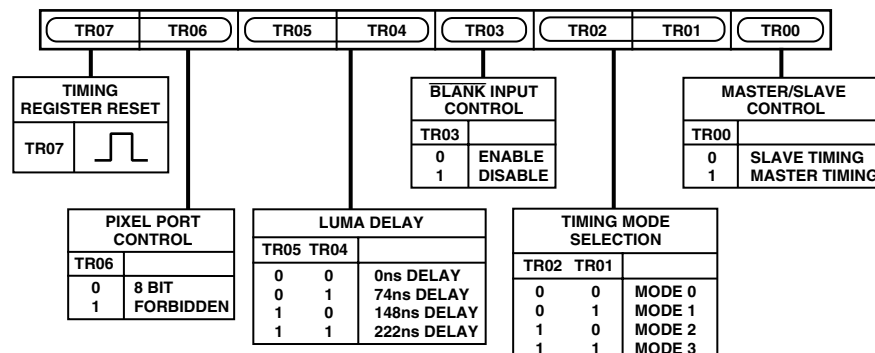 TR07 TR06 TR05 TR04 TR03 TR02 TR01 TR00
TIMING
REGISTER RESET
TR07
BLANK INPUT
CONTROL
TR03
0 ENABLE
1 DISABLE
MASTER/SLAVE
CONTROL
TR00
0 SLAVE TIMING
1 MASTER TIMING
PIXEL PORT
CONTROL
TR06
0 8 BIT
1 FORBIDDEN
LUMA DELAY
TR05 TR04
0 0 0ns DELAY
0 1 74ns DELAY
1 0 148ns DELAY
1 1 222ns DELAY
TIMING MODE
SELECTION
TR02 TR01
0 0 MODE 0
0 1 MODE 1
1 0 MODE 2
1 1 MODE 3